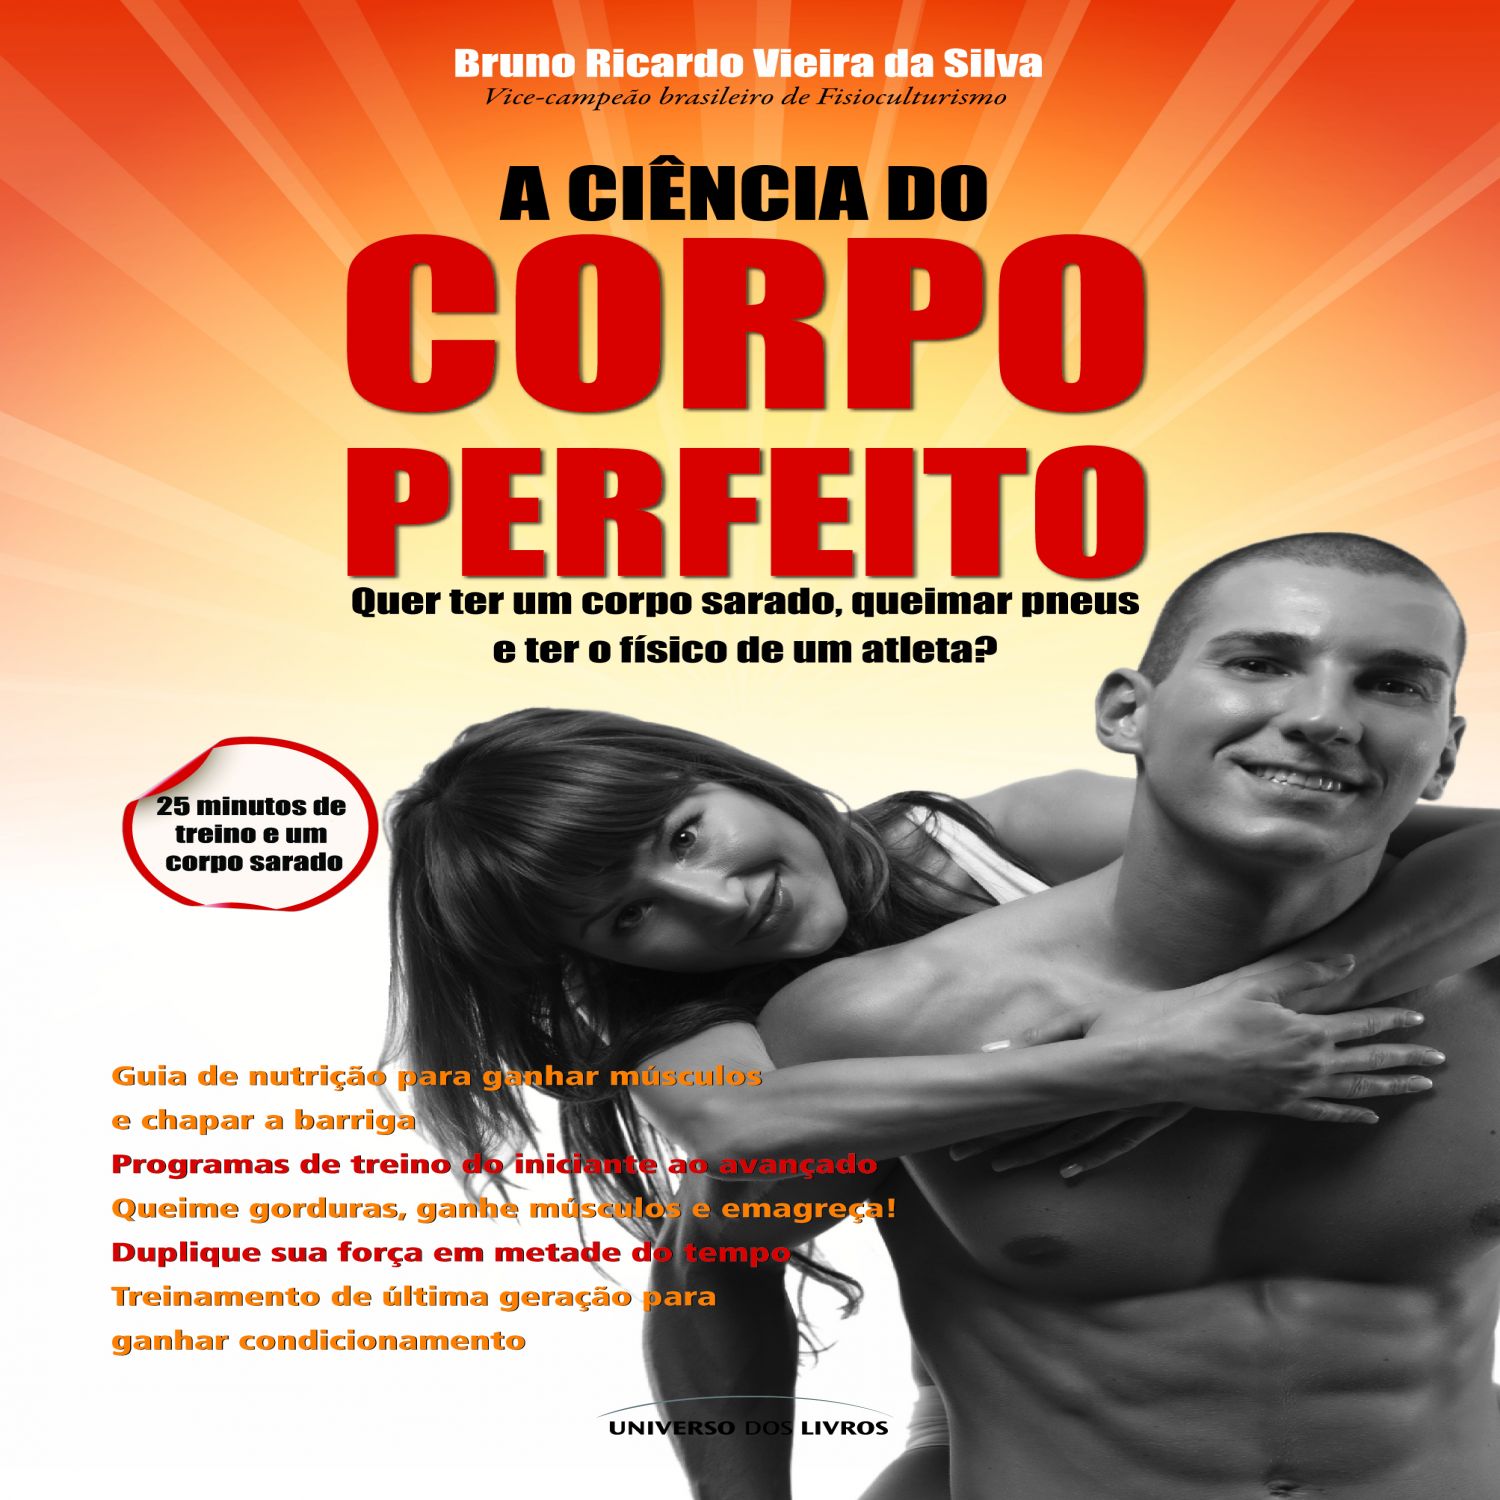 Bruno Ricardo Vieira da Silva
Vice-campeão brasileiro de Fisioculturismo
A CIÊNCIA DO
CORPO
PERFEITO
Quer ter um corpo sarado, queimar pneus
e ter o físico de um atleta?
25 minutos de
treino e um
corpo sarado
Guia de nutrição para ganhar músculos
e chapar a barriga
Programas de treino do iniciante ao avançado
Queime gorduras, ganhe músculos e emagreça!
Duplique sua força em metade do tempo
Treinamento de última geração para
ganhar condicionamento
UNIVERSO DOS LIVROS